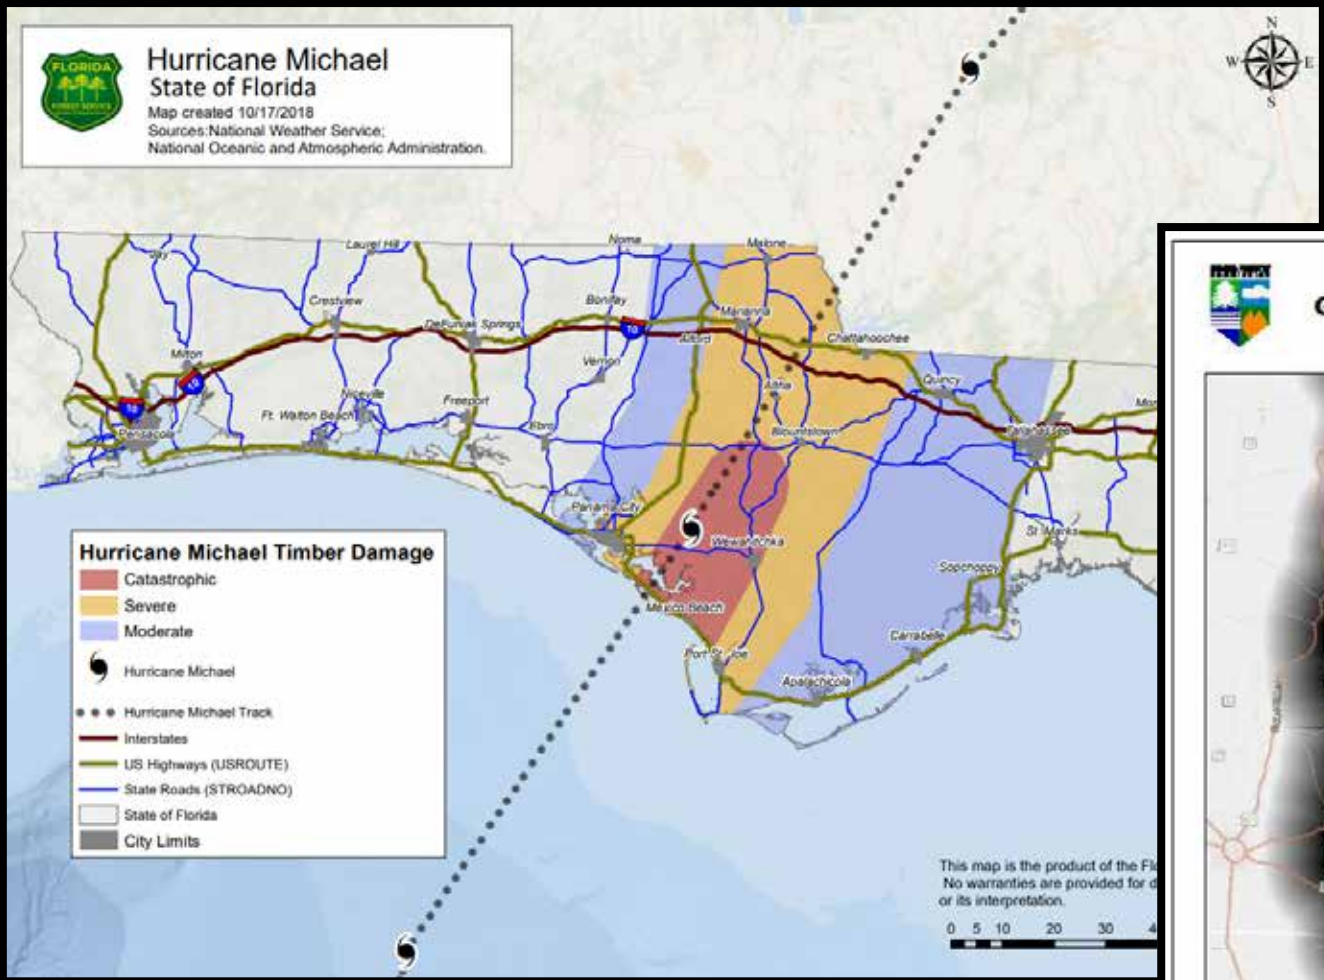 FLORIDA
FOREST SERVICE
Hurricane Michael
State of Florida
Map created 10/17/2018
Sources:National Weather Service;
National Oceanic and Atmospheric Administration.
N
W E
S
Jay
Laurel Hill
Noma
Malone
Crestview
Bonifay
DeFuniak Springs
10
Marianna
Alford
Chattahoochee
Milton
10
Vernon
Altha
Quincy
Niceville
Freeport
10
Ft. Walton Beach
Ebro
Blountstown
Tallahassee
Pensacola
Panama City
Wewahitchka
St. Marks
Sopchoppy
Mexico Beach
Carrabelle
Port St. Joe
Apalachicola
Hurricane Michael Timber Damage
Catastrophic
Severe
Moderate
Hurricane Michael
Hurricane Michael Track
Interstates
US Highways (USROUTE)
State Roads (STROADNO)
State of Florida
City Limits
This map is the product of the
No warranties are provided for
or its interpretation.
0 5 10 20 30